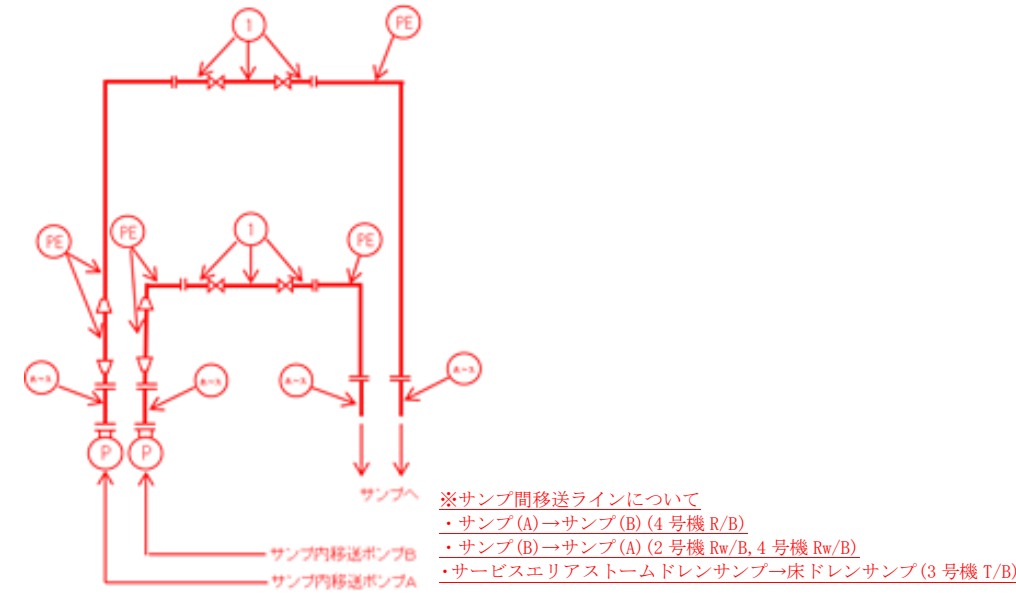 1
PE
PE
PE
1
PE
ホース
ホース
ホース
ホース
P
P
サンプへ
※サンプ間移送ラインについて
・サンプ(A)→サンプ(B)(4号機 R/B)
・サンプ内移送ポンプB
・サンプ(B)→サンプ(A)(2号機 Rw/B,4号機 Rw/B)
サンプ内移送ポンプA
・サービスエリアストームドレンサンプ→床ドレンサンプ(3号機 T/B)